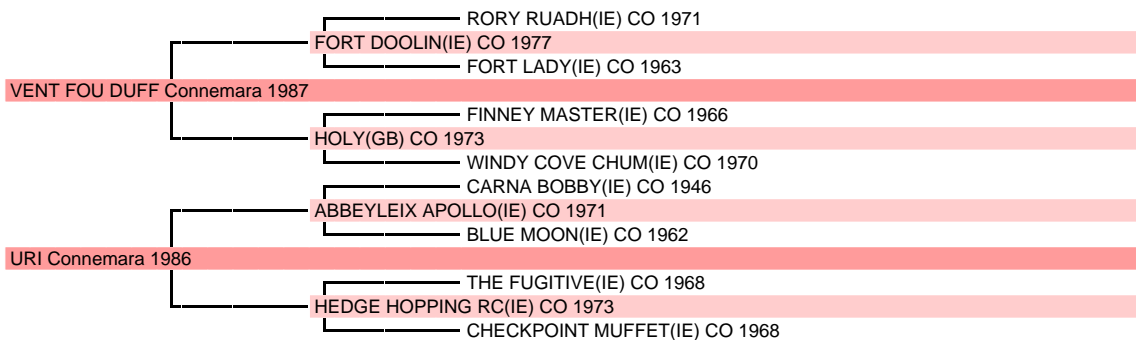 RORY RUADH(IE) CO 1971
FORT DOOLIN(IE) CO 1977
FORT LADY(IE) CO 1963
VENT FOU DUFF Connemara 1987
FINNEY MASTER(IE) CO 1966
HOLY(GB) CO 1973
WINDY COVE CHUM(IE) CO 1970
CARNA BOBBY(IE) CO 1946
ABBEYLEIX APOLLO(IE) CO 1971
BLUE MOON(IE) CO 1962
URI Connemara 1986
THE FUGITIVE(IE) CO 1968
HEDGE HOPPING RC(IE) CO 1973
CHECKPOINT MUFFET(IE) CO 1968